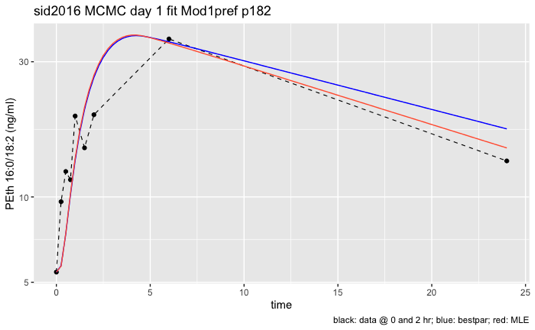 sid2016 MCMC day 1 fit Mod1pref p182
PEth 16:0/18:2 (ng/ml)
30
10
5
0
5
10
15
20
25
time
black: data @ 0 and 2 hr; blue: bestpar; red: MLE